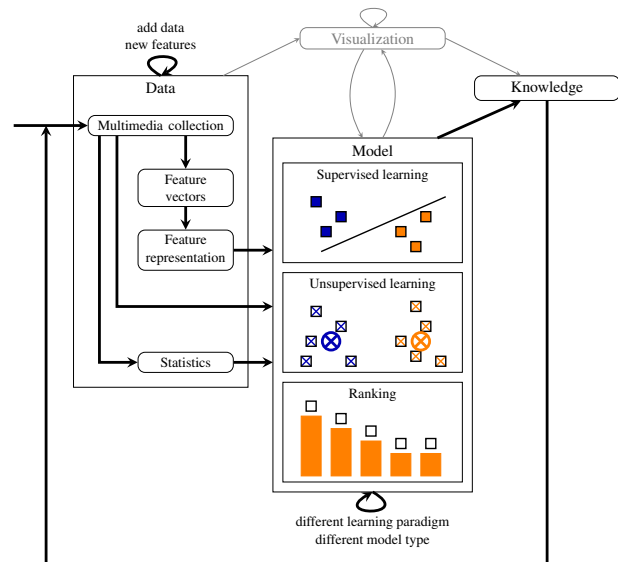 add data
new features
Visualization
Data
Knowledge
Multimedia collection
Model
Supervised learning
Feature
vectors
Feature
representation
Unsupervised learning
Statistics
Ranking
different learning paradigm
different model type